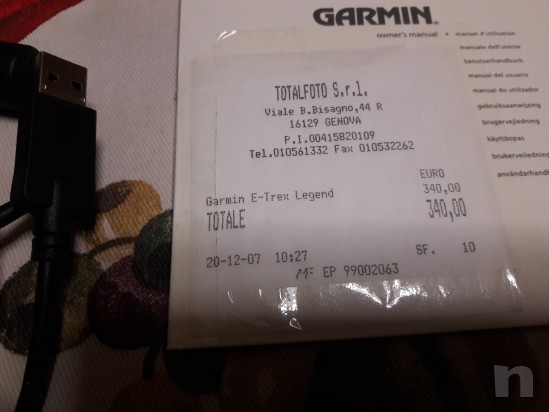 GARMIN.
owner's manual
manuel d'utilisation
manuale dell'utente
benutzerhandbuch
manual del usuario
manual do utilizador
gebruiksaanwijzing
brugervejledning
käyttöopas
brukerveiledning
användarhandbok
TOTALFOTO S.r.l.
Viale B.Bisagno,44 R
16129 GENOVA
P.I.00415820109
Tel.010561332 Fax 010532262
EURO
Garmin E-Trex Legend 340,00
TOTALE 340,00
20-12-07 10:27 SF. 10
MF EP 99002063
n